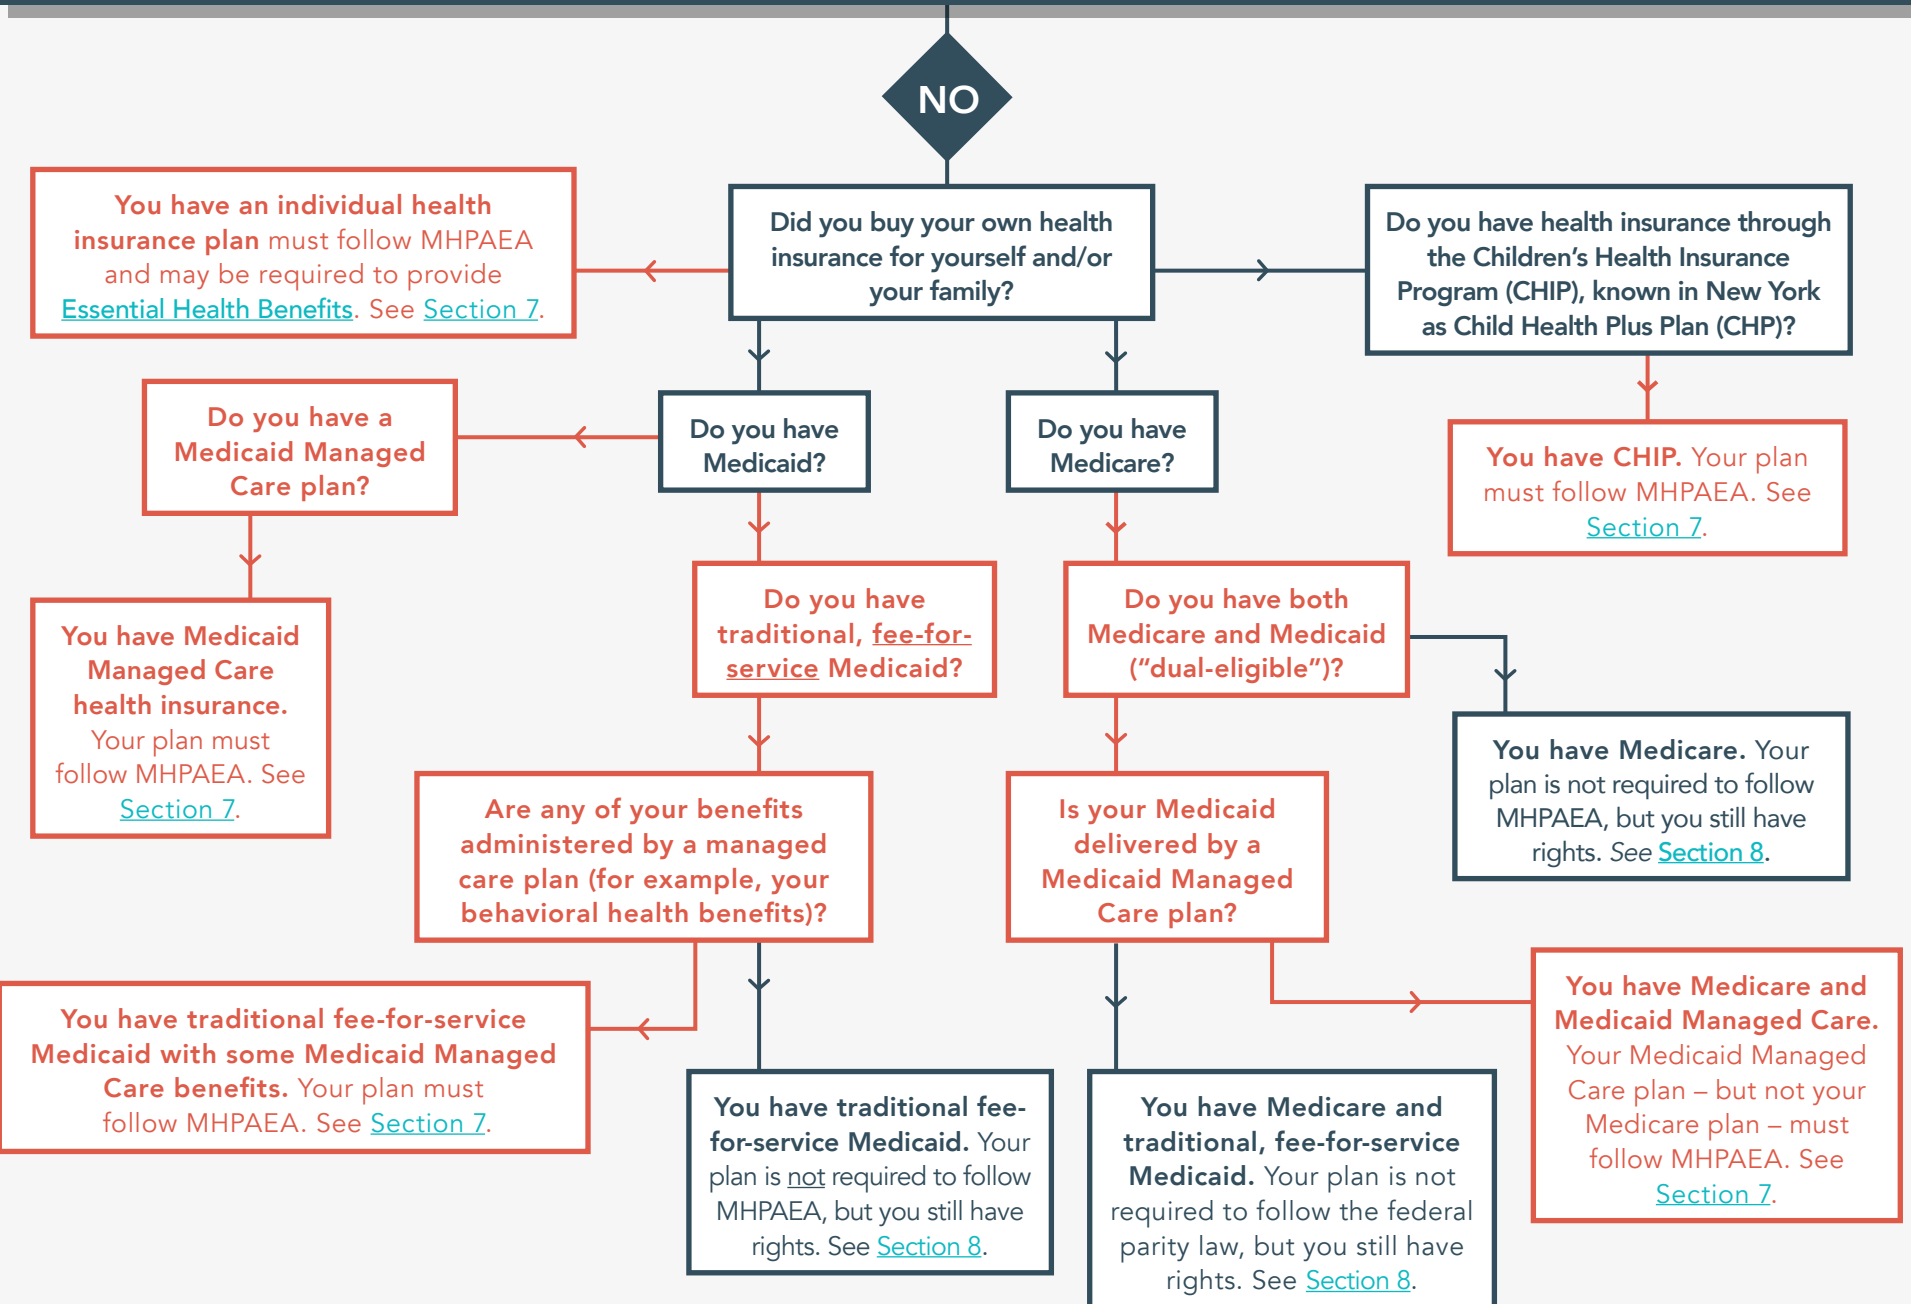 NO
You have an individual health
insurance plan must follow MHPAEA
and may be required to provide
Essential Health Benefits. See Section 7.
Did you buy your own health
insurance for yourself and/or
your family?
Do you have health insurance through
the Children's Health Insurance
Program (CHIP), known in New York
as Child Health Plus Plan (CHP)?
Do you have a
Medicaid Managed
Care plan?
Do you have
Medicaid?
Do you have
Medicare?
You have CHIP. Your plan
must follow MHPAEA. See
Section 7.
You have Medicaid
Managed Care
health insurance.
Your plan must
follow MHPAEA. See
Section 7.
Do you have
traditional, fee-for-
service Medicaid?
Do you have both
Medicare and Medicaid
("dual-eligible")?
You have Medicare. Your
plan is not required to follow
MHPAEA, but you still have
rights. See Section 8.
Are any of your benefits
administered by a managed
care plan (for example, your
behavioral health benefits)?
Is your Medicaid
delivered by a
Medicaid Managed
Care plan?
You have traditional fee-for-service
Medicaid with some Medicaid Managed
Care benefits. Your plan must
follow MHPAEA. See Section 7.
You have traditional fee-
for-service Medicaid. Your
plan is not required to follow
MHPAEA, but you still have
rights. See Section 8.
You have Medicare and
traditional, fee-for-service
Medicaid. Your plan is not
required to follow the federal
parity law, but you still have
rights. See Section 8.
You have Medicare and
Medicaid Managed Care.
Your Medicaid Managed
Care plan – but not your
Medicare plan – must
follow MHPAEA. See
Section 7.